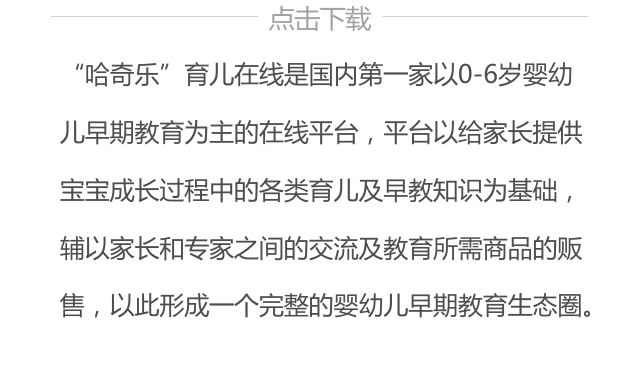 点击下载
“哈奇乐”育儿在线是国内第一家以0-6岁婴幼
儿早期教育为主的在线平台，平台以给家长提供
宝宝成长过程中的各类育儿及早教知识为基础，
辅以家长和专家之间的交流及教育所需商品的贩
售，以此形成一个完整的婴幼儿早期教育生态圈。